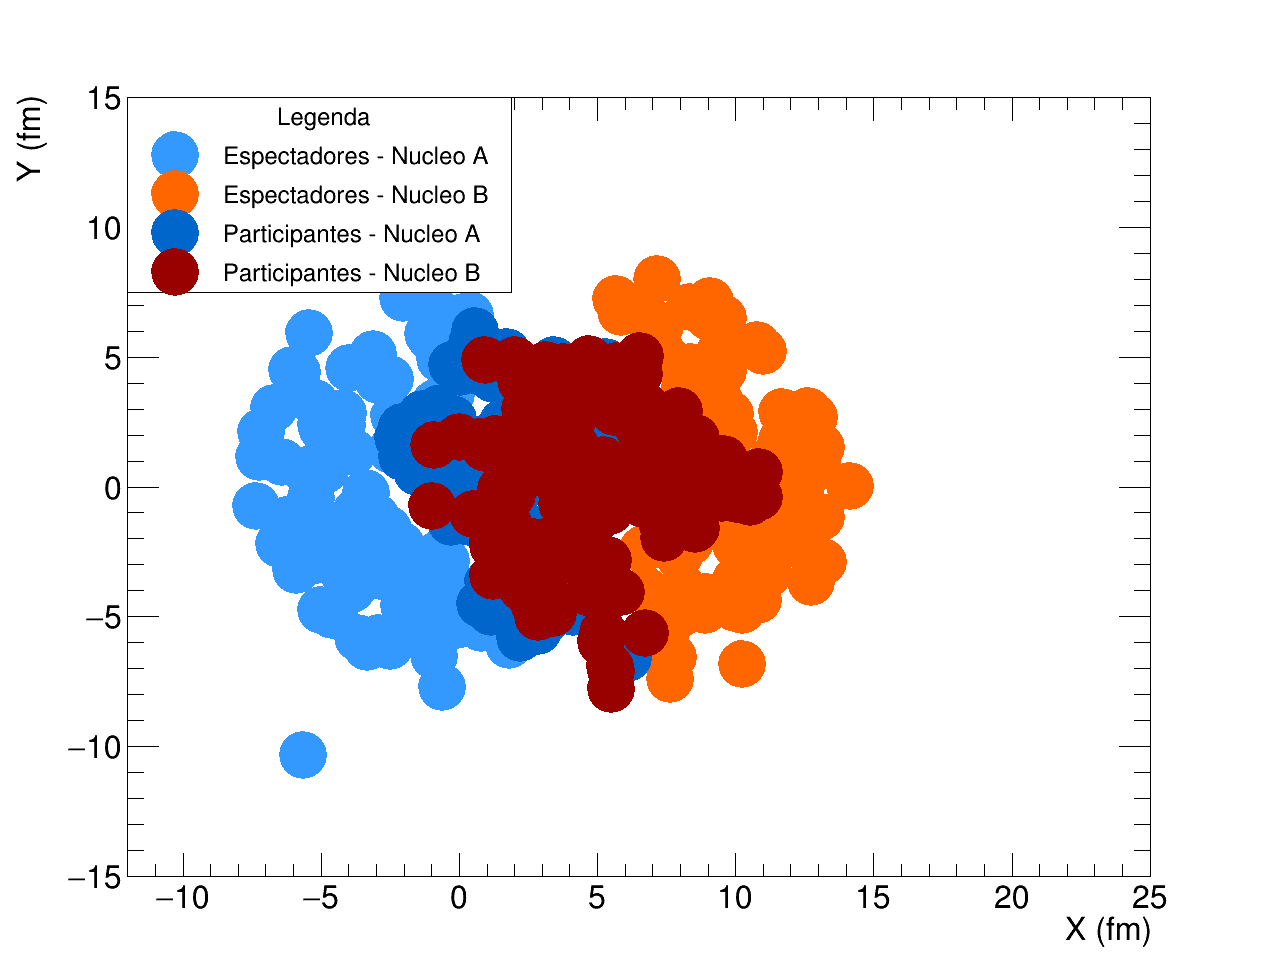 Y (fm)
15
10
5
0
−5
−10
−15
Legenda
Espectadores - Nucleo A
Espectadores - Nucleo B
Participantes - Nucleo A
Participantes - Nucleo B
−10 −5 0 5 10 15 20 25
X (fm)